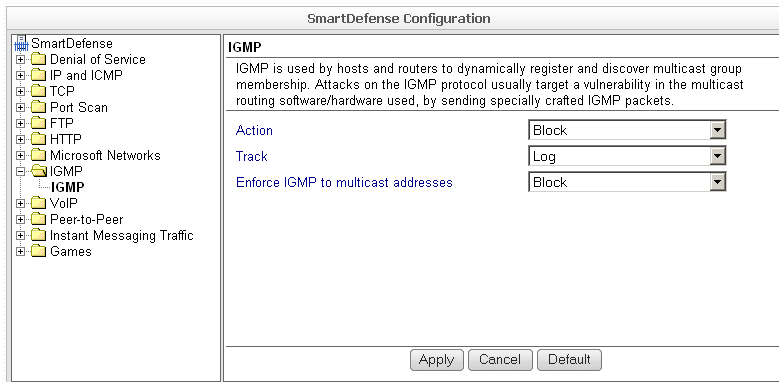 SmartDefense Configuration
SmartDefense
Denial of Service
IP and ICMP
TCP
Port Scan
FTP
HTTP
Microsoft Networks
IGMP
IGMP
VoIP
Peer-to-Peer
Instant Messaging Traffic
Games
IGMP
IGMP is used by hosts and routers to dynamically register and discover multicast group
membership. Attacks on the IGMP protocol usually target a vulnerability in the multicast
routing software/hardware used, by sending specially crafted IGMP packets.
Action Block
Track Log
Enforce IGMP to multicast addresses Block
Apply Cancel Default